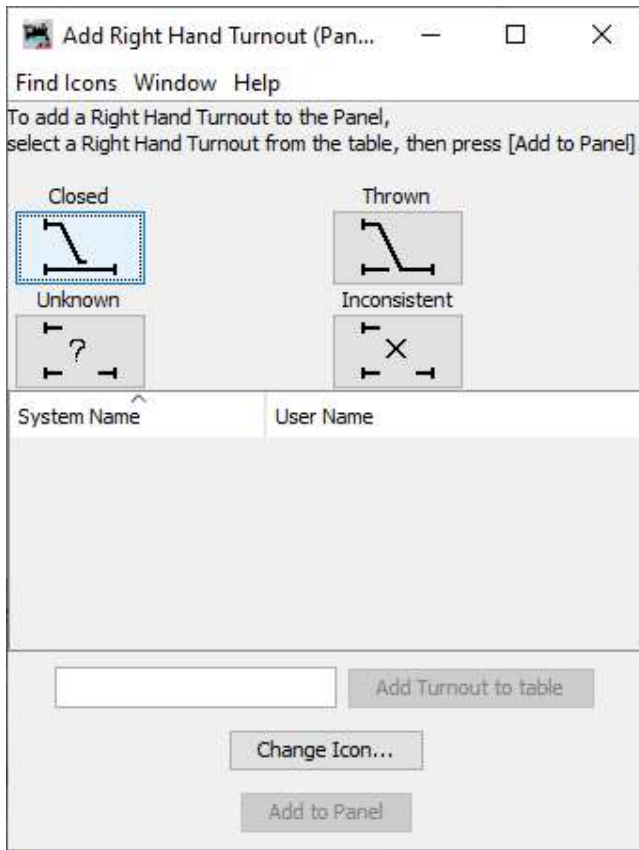 Add Right Hand Turnout (Pan...
Find Icons Window Help
To add a Right Hand Turnout to the Panel,
select a Right Hand Turnout from the table, then press [Add to Panel]
Closed Thrown
Unknown Inconsistent
? X
System Name User Name
Add Turnout to table
Change Icon...
Add to Panel